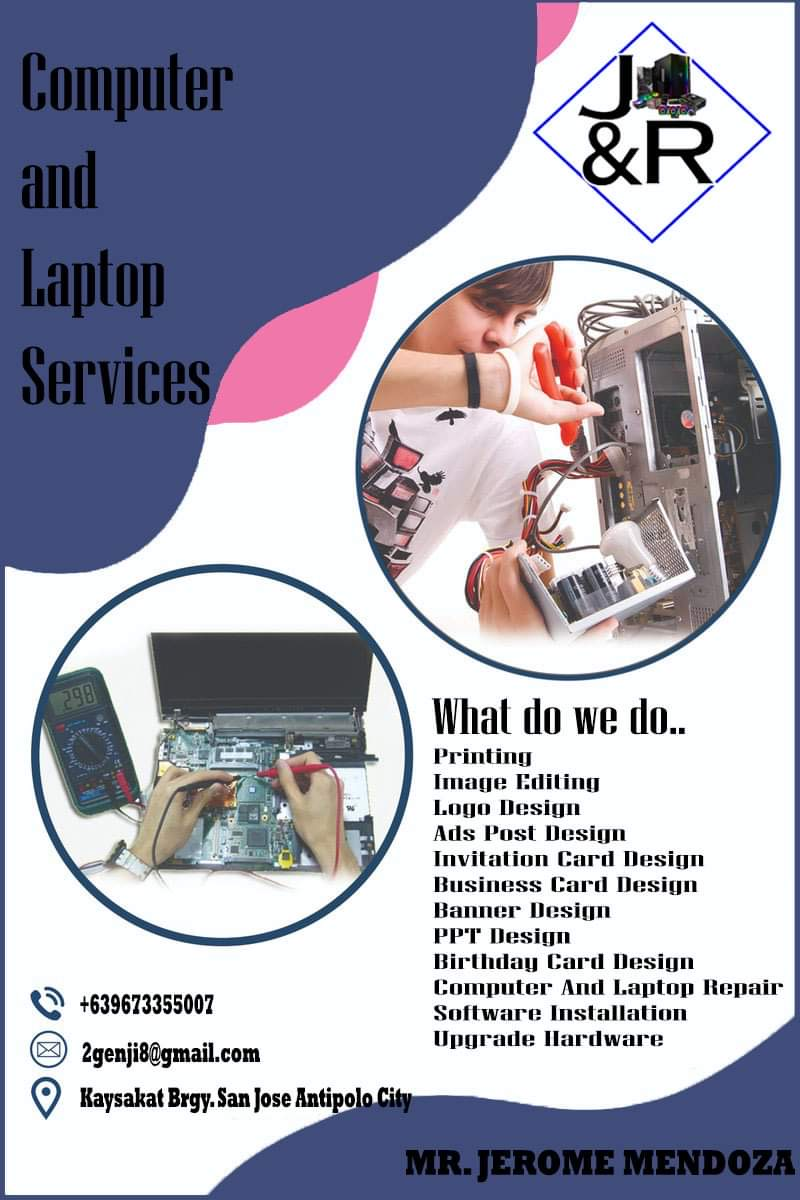 Computer
and
Laptop
Services
J
&R
298
What do we do..
Printing
Image Editing
Logo Design
Ads Post Design
Invitation Card Design
Business Card Design
Banner Design
PPT Design
Birthday Card Design
Computer And Laptop Repair
Software Installation
Upgrade Hardware
+639673355007
2genji8@gmail.com
Kaysakat Brgy. San Jose Antipolo City
MR. JEROME MENDOZA